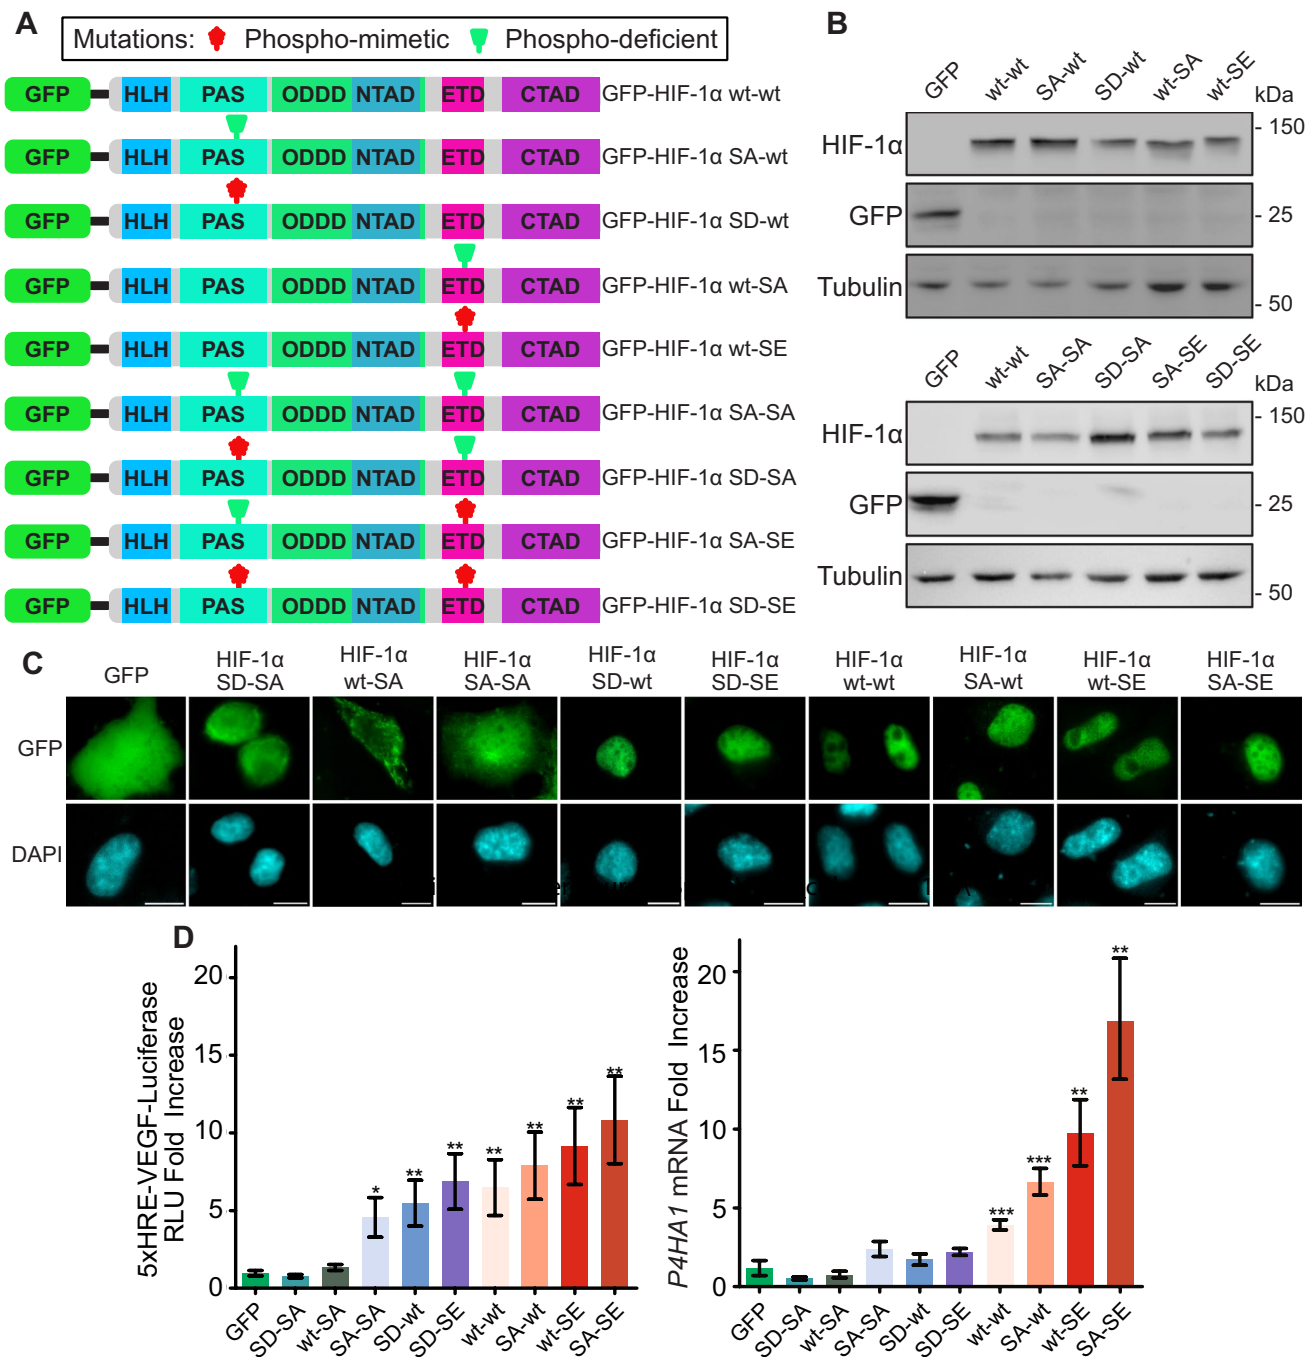 A
Mutations: Phospho-mimetic Phospho-deficient
GFP HLH PAS ODDD NTAD ETD CTAD GFP-HIF-1α wt-wt
GFP HLH PAS ODDD NTAD ETD CTAD GFP-HIF-1α SA-wt
GFP HLH PAS ODDD NTAD ETD CTAD GFP-HIF-1α SD-wt
GFP HLH PAS ODDD NTAD ETD CTAD GFP-HIF-1α wt-SA
GFP HLH PAS ODDD NTAD ETD CTAD GFP-HIF-1α wt-SE
GFP HLH PAS ODDD NTAD ETD CTAD GFP-HIF-1α SA-SA
GFP HLH PAS ODDD NTAD ETD CTAD GFP-HIF-1α SD-SA
GFP HLH PAS ODDD NTAD ETD CTAD GFP-HIF-1α SA-SE
GFP HLH PAS ODDD NTAD ETD CTAD GFP-HIF-1α SD-SE
B
GFP wt-wt SA-wt SD-wt wt-SA wt-SE
kDa
HIF-1α - 150
GFP - 25
Tubulin - 50
GFP wt-wt SA-SA SD-SA SA-SE SD-SE
kDa
HIF-1α - 150
GFP - 25
Tubulin - 50
C
GFP HIF-1α HIF-1α HIF-1α HIF-1α HIF-1α HIF-1α HIF-1α HIF-1α HIF-1α
SD-SA wt-SA SA-SA SD-wt SD-SE wt-wt SA-wt wt-SE SA-SE
GFP
DAPI
D
5xHRE-VEGF-Luciferase
RLU Fold Increase
20
15
10
5
0
* ** ** ** ** ** **
GFP SD-SA wt-SA SA-SA SD-wt SD-SE wt-wt SA-wt wt-SE SA-SE
P4HA1 mRNA Fold Increase
20
15
10
5
0
*** *** ** **
GFP SD-SA wt-SA SA-SA SD-wt SD-SE wt-wt SA-wt wt-SE SA-SE